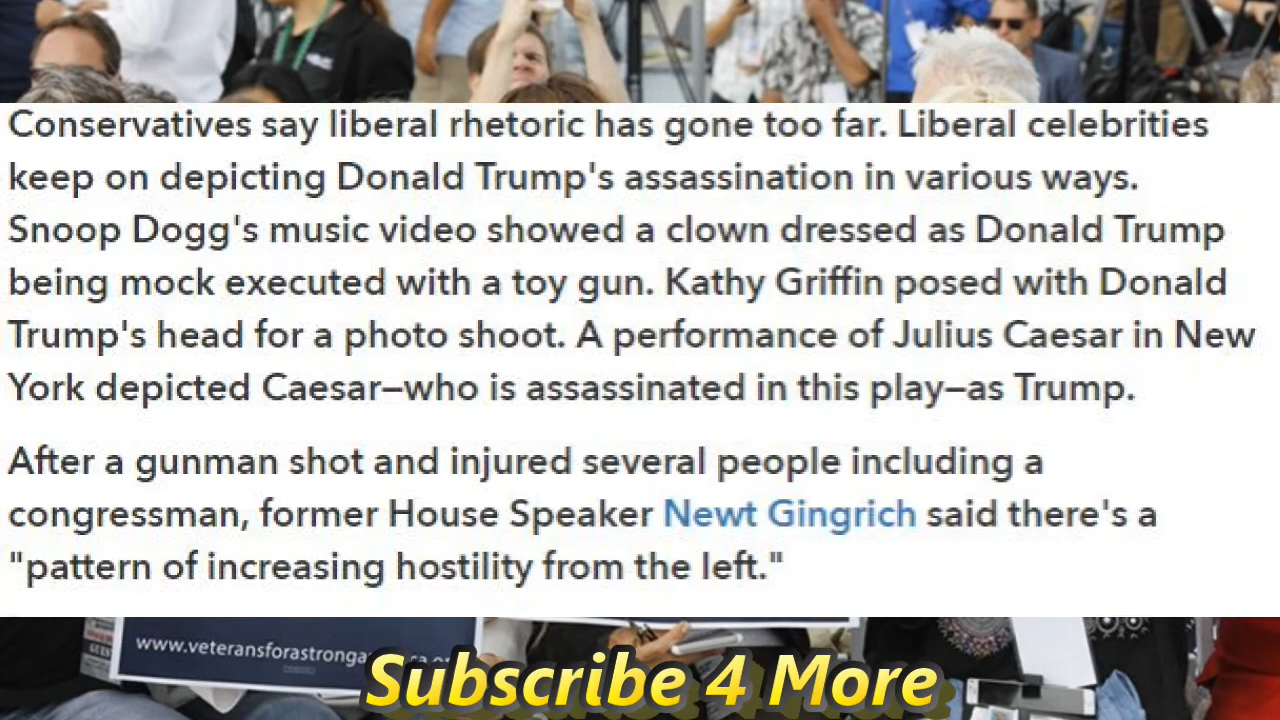 Conservatives say liberal rhetoric has gone too far. Liberal celebrities
keep on depicting Donald Trump's assassination in various ways.
Snoop Dogg's music video showed a clown dressed as Donald Trump
being mock executed with a toy gun. Kathy Griffin posed with Donald
Trump's head for a photo shoot. A performance of Julius Caesar in New
York depicted Caesar—who is assassinated in this play—as Trump.
After a gunman shot and injured several people including a
congressman, former House Speaker Newt Gingrich said there's a
"pattern of increasing hostility from the left."
Subscribe 4 More